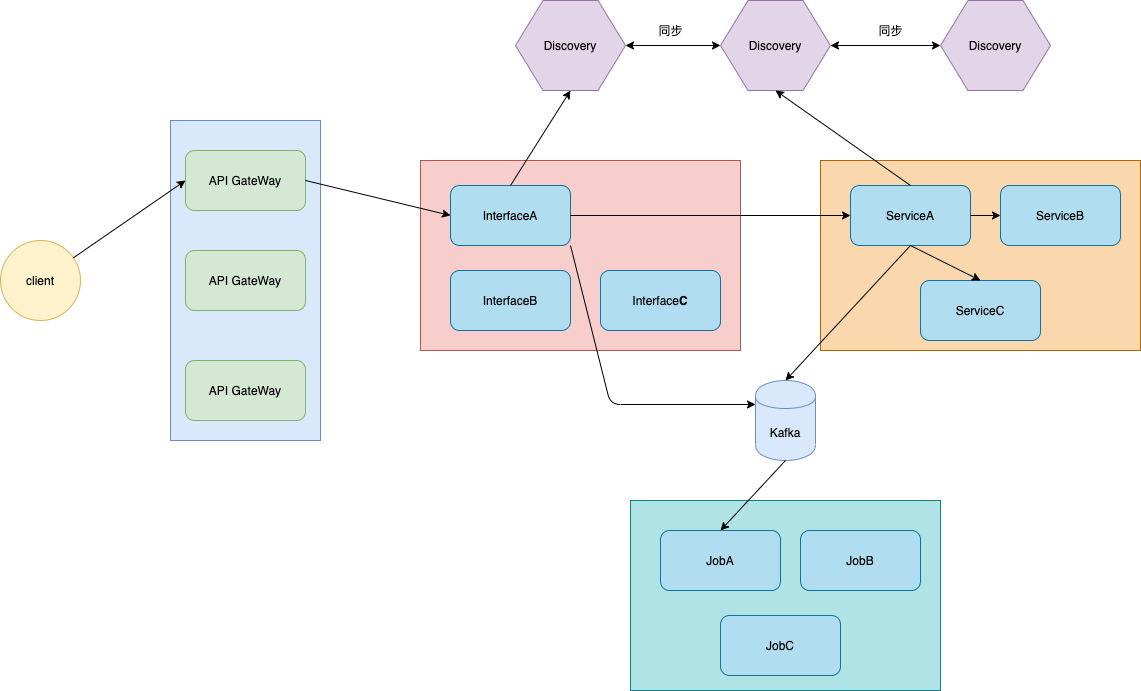 Discovery
同步
Discovery
同步
Discovery
API GateWay
InterfaceA
ServiceA
ServiceB
client
API GateWay
InterfaceB
InterfaceC
ServiceC
API GateWay
Kafka
JobA
JobB
JobC